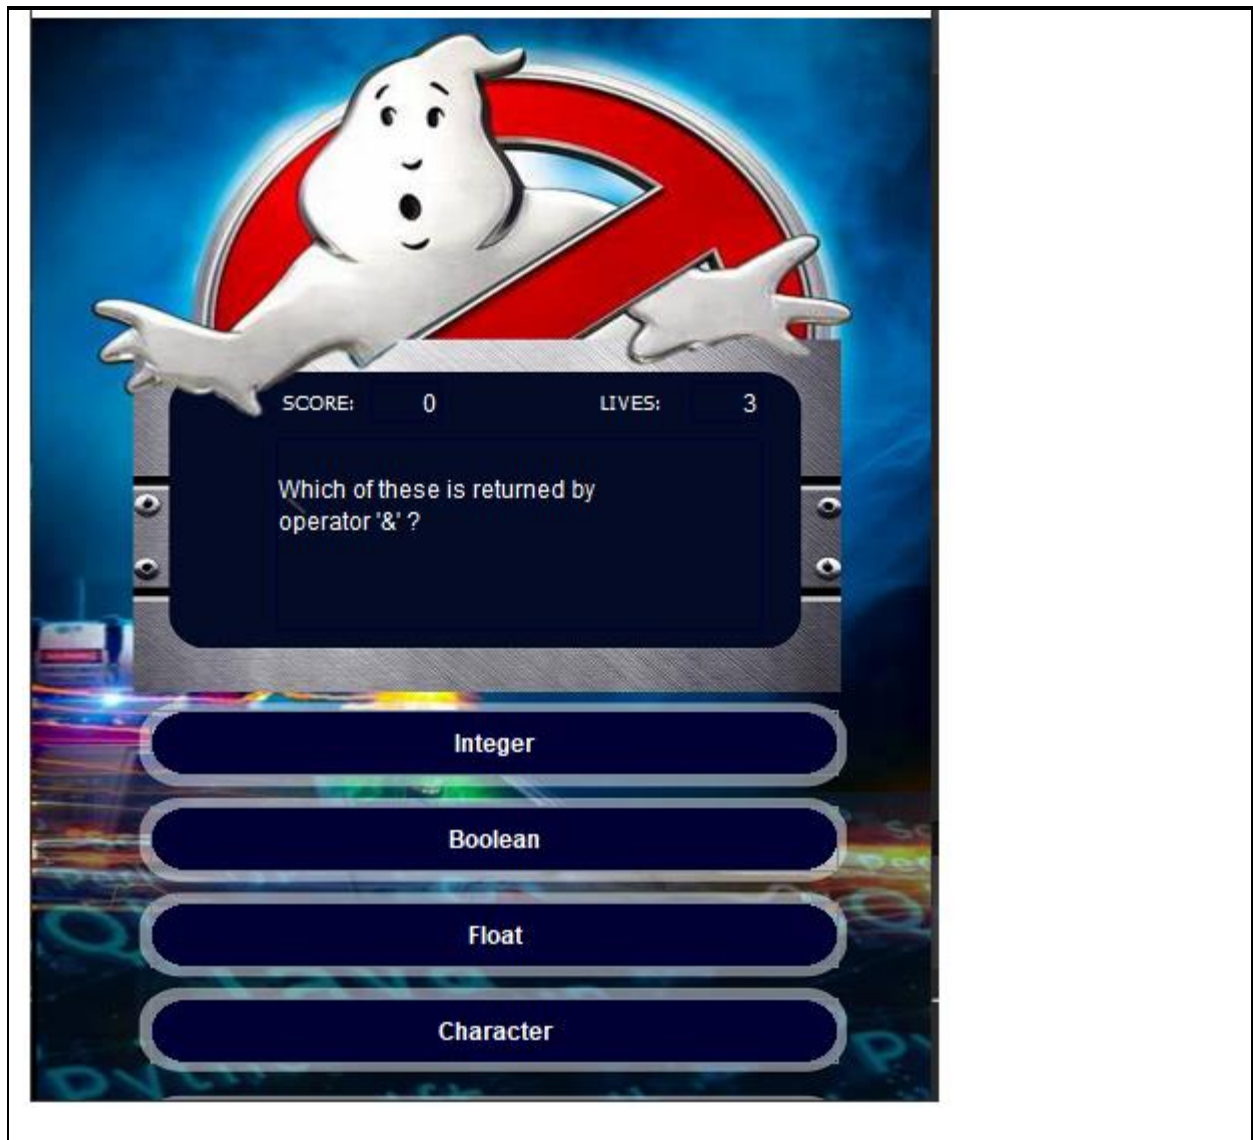 SCORE: 0 LIVES: 3
Which of these is returned by
operator '&' ?
Integer
Boolean
Float
Character